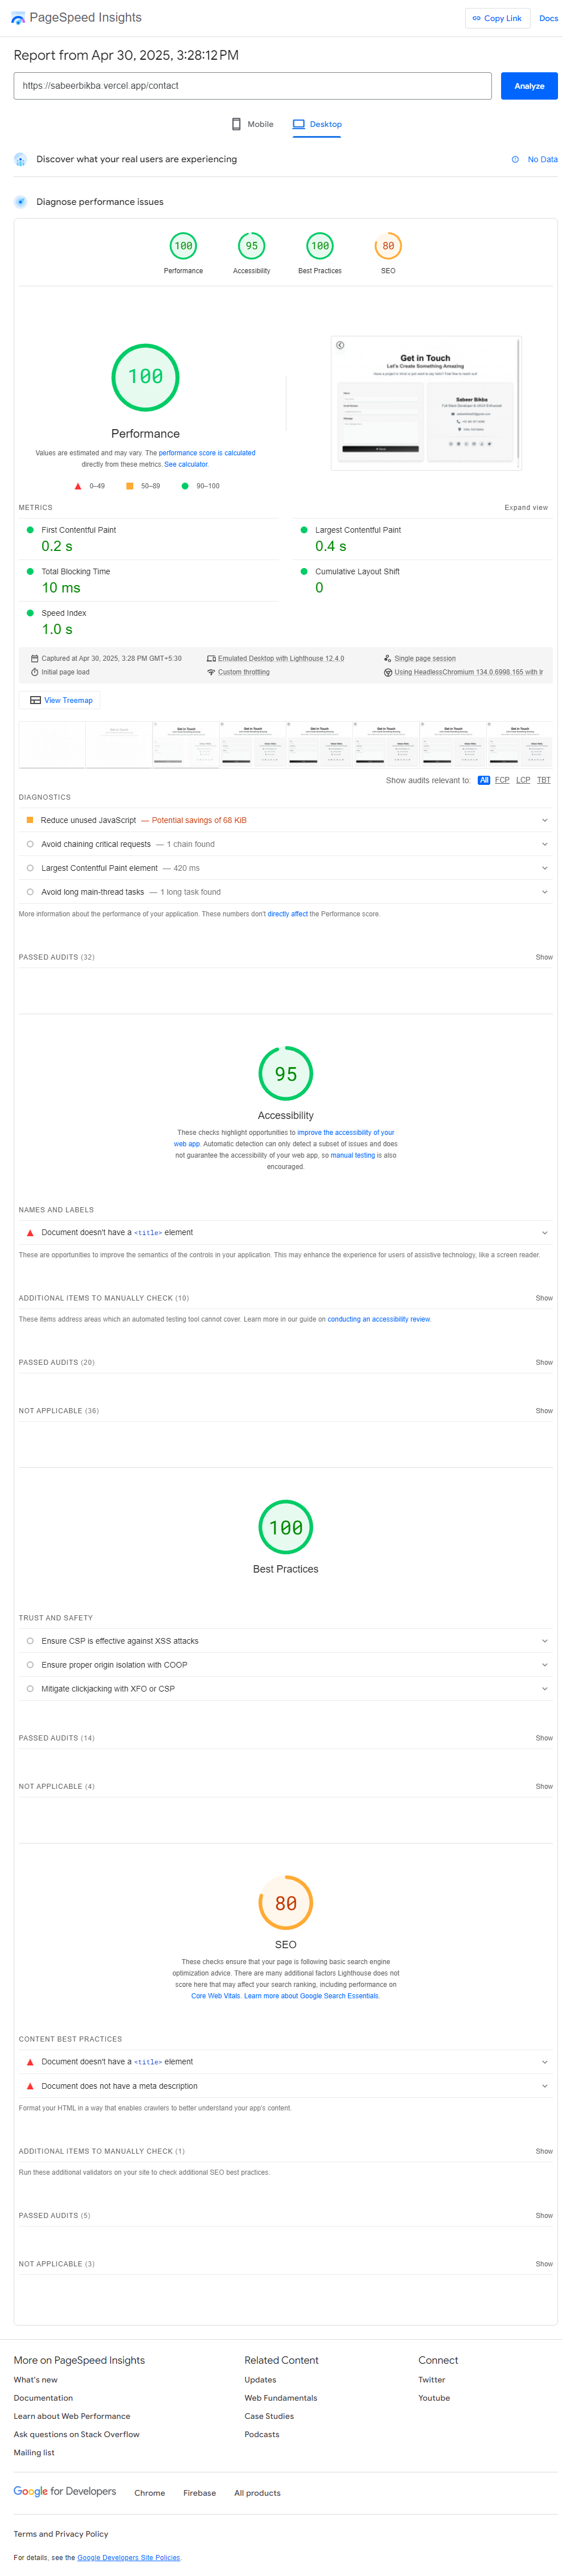 PageSpeed Insights
Copy Link
Docs
Report from Apr 30, 2025, 3:28:12 PM
https://sabeerbikba.vercel.app/contact
Analyze
Mobile
Desktop
Discover what your real users are experiencing
No Data
Diagnose performance issues
100
95
100
80
Performance
Accessibility
Best Practices
SEO
100
Performance
Values are estimated and may vary. The performance score is calculated
directly from these metrics. See calculator.
0–49
50–89
90–100
Get in Touch
Let's Create Something Amazing
Sabeer Bikba
METRICS
Expand view
First Contentful Paint
0.2 s
Largest Contentful Paint
0.4 s
Total Blocking Time
10 ms
Cumulative Layout Shift
0
Speed Index
1.0 s
Captured at Apr 30, 2025, 3:28 PM GMT+5:30
Emulated Desktop with Lighthouse 12.4.0
Single page session
Initial page load
Custom throttling
Using HeadlessChromium 134.0.6998.165 with lr
View Treemap
Get in Touch
Get in Touch
Get in Touch
Get in Touch
Get in Touch
Get in Touch
Get in Touch
Show audits relevant to: All FCP LCP TBT
DIAGNOSTICS
Reduce unused JavaScript — Potential savings of 68 KiB
Avoid chaining critical requests — 1 chain found
Largest Contentful Paint element — 420 ms
Avoid long main-thread tasks — 1 long task found
More information about the performance of your application. These numbers don't directly affect the Performance score.
PASSED AUDITS (32)
Show
95
Accessibility
These checks highlight opportunities to improve the accessibility of your
web app. Automatic detection can only detect a subset of issues and does
not guarantee the accessibility of your web app, so manual testing is also
encouraged.
NAMES AND LABELS
Document doesn't have a <title> element
These are opportunities to improve the semantics of the controls in your application. This may enhance the experience for users of assistive technology, like a screen reader.
ADDITIONAL ITEMS TO MANUALLY CHECK (10)
Show
These items address areas which an automated testing tool cannot cover. Learn more in our guide on conducting an accessibility review.
PASSED AUDITS (20)
Show
NOT APPLICABLE (36)
Show
100
Best Practices
TRUST AND SAFETY
Ensure CSP is effective against XSS attacks
Ensure proper origin isolation with COOP
Mitigate clickjacking with XFO or CSP
PASSED AUDITS (14)
Show
NOT APPLICABLE (4)
Show
80
SEO
These checks ensure that your page is following basic search engine
optimization advice. There are many additional factors Lighthouse does not
score here that may affect your search ranking, including performance on
Core Web Vitals. Learn more about Google Search Essentials.
CONTENT BEST PRACTICES
Document doesn't have a <title> element
Document does not have a meta description
Format your HTML in a way that enables crawlers to better understand your app's content.
ADDITIONAL ITEMS TO MANUALLY CHECK (1)
Show
Run these additional validators on your site to check additional SEO best practices.
PASSED AUDITS (5)
Show
NOT APPLICABLE (3)
Show
More on PageSpeed Insights
What's new
Documentation
Learn about Web Performance
Ask questions on Stack Overflow
Mailing list
Related Content
Updates
Web Fundamentals
Case Studies
Podcasts
Connect
Twitter
Youtube
Google for Developers
Chrome
Firebase
All products
Terms and Privacy Policy
For details, see the Google Developers Site Policies.